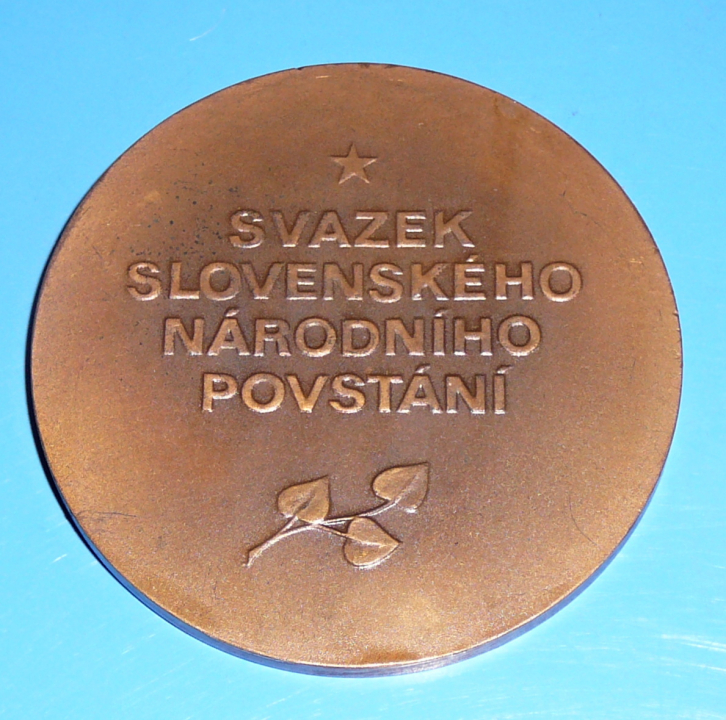 SVAZEK
SLOVENSKÉHO
NÁRODNÍHO
POVSTÁNÍ